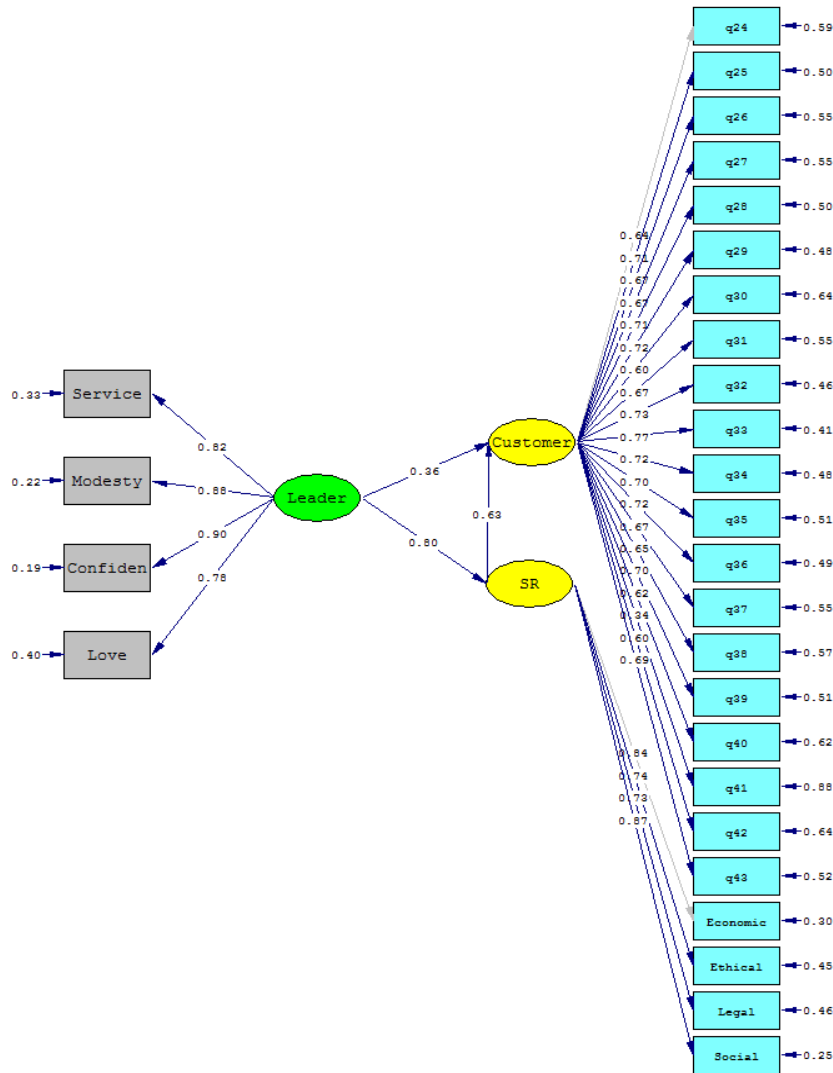 q24
0.59
q25
0.50
q26
0.55
q27
0.55
q28
0.50
q29
0.48
q30
0.64
q31
0.55
q32
0.46
q33
0.41
q34
0.48
q35
0.51
q36
0.49
q37
0.55
q38
0.57
q39
0.51
q40
0.62
q41
0.88
q42
0.64
q43
0.52
Economic
0.30
Ethical
0.45
Legal
0.46
Social
0.25
0.64
0.71
0.67
0.67
0.71
0.72
0.60
0.67
0.73
0.77
0.72
0.70
0.72
0.67
0.65
0.70
0.62
0.34
0.60
0.69
0.84
0.74
0.73
0.87
Customer
SR
0.63
0.36
0.80
Leader
0.82
0.88
0.90
0.78
0.33
Service
0.22
Modesty
0.19
Confiden
0.40
Love